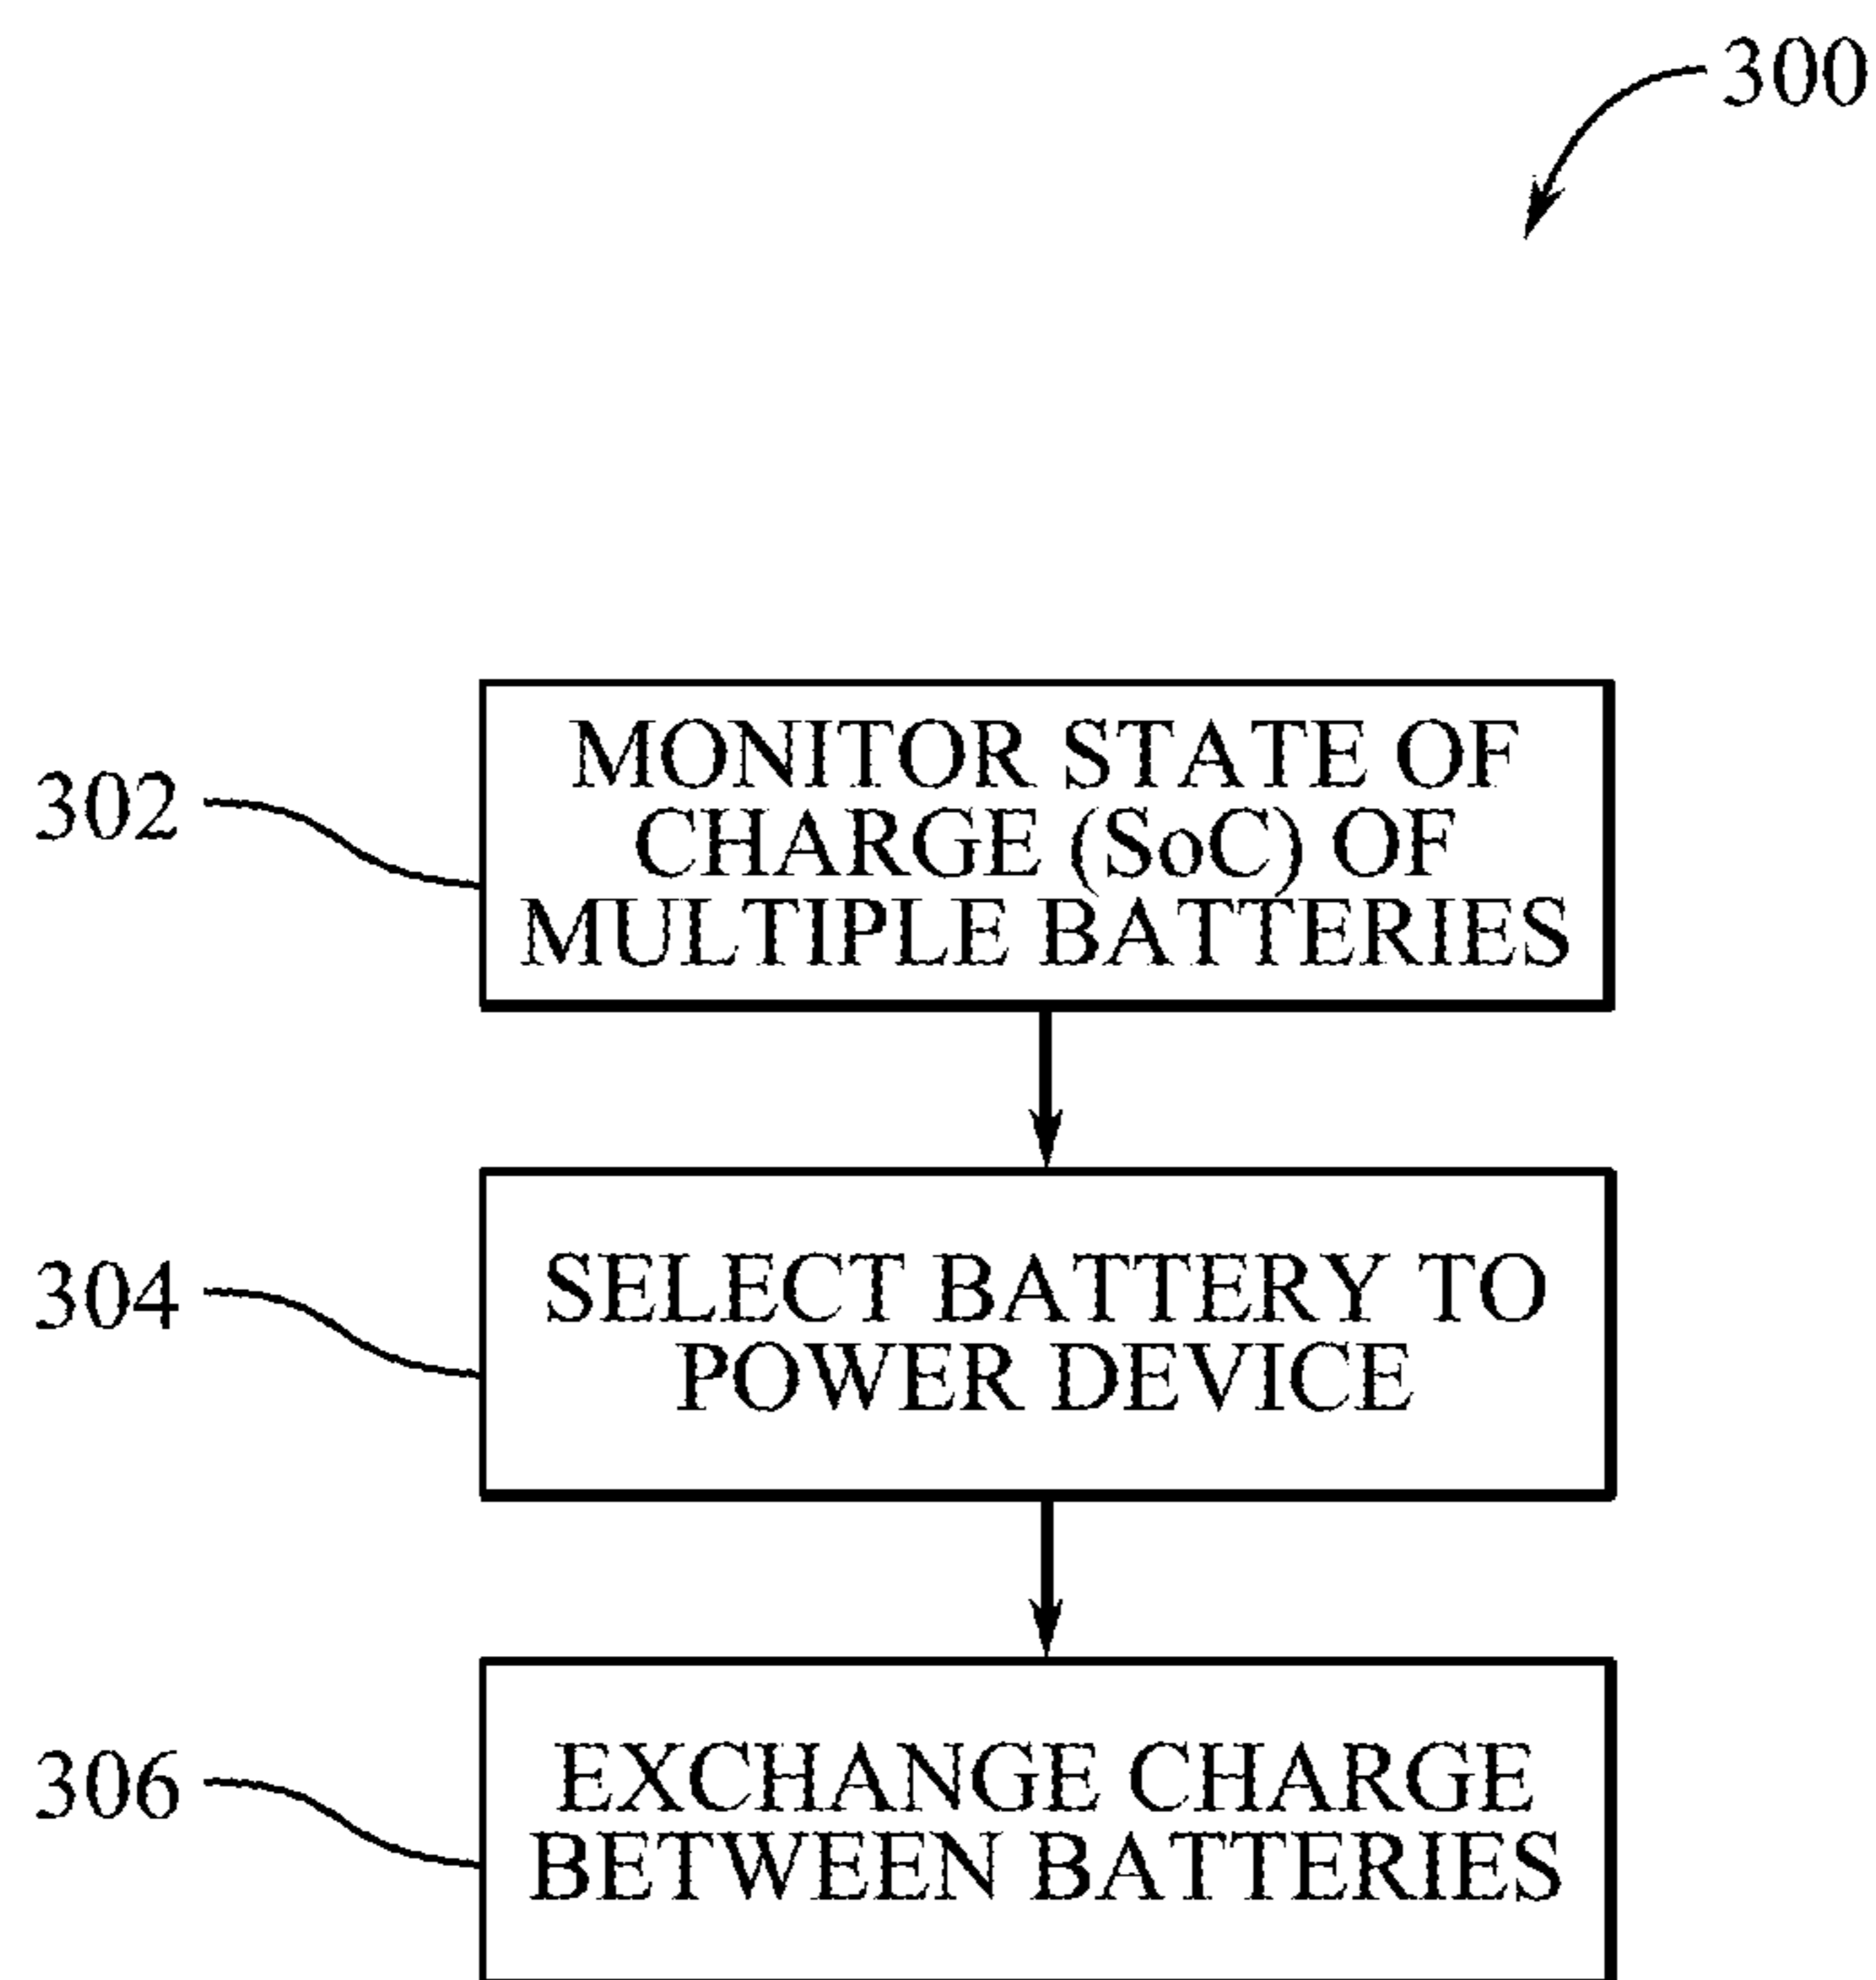 300
302
MONITOR STATE OF
CHARGE (SoC) OF
MULTIPLE BATTERIES
304
SELECT BATTERY TO
POWER DEVICE
306
EXCHANGE CHARGE
BETWEEN BATTERIES